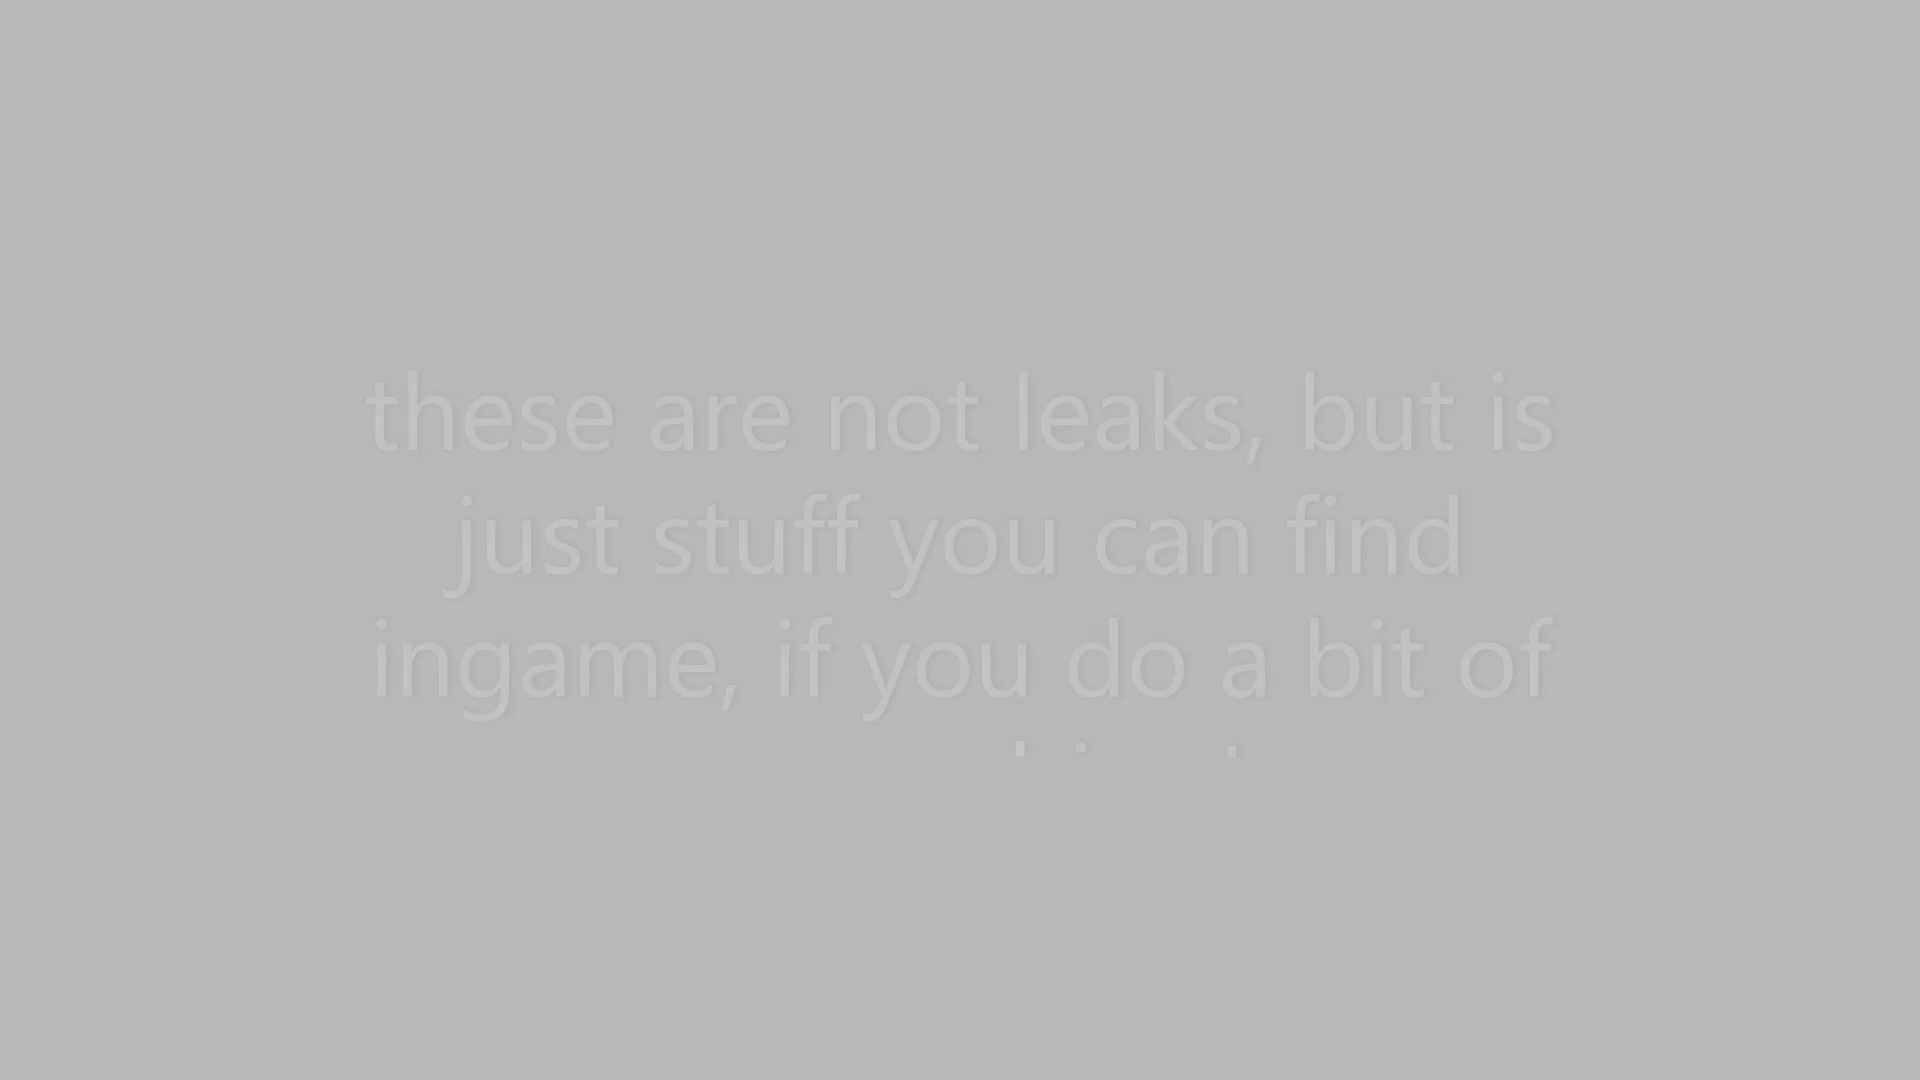 these are not leaks, but is
just stuff you can find
ingame, if you do a bit of